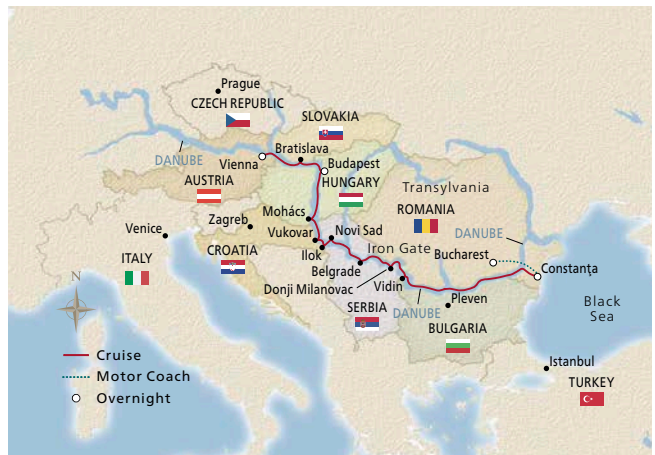 Prague
CZECH REPUBLIC
SLOVAKIA
DANUBE
Vienna
Bratislava
Budapest
HUNGARY
AUSTRIA
Transylvania
ROMANIA
Mohács
Zagreb
Venice
Vukovar
Novi Sad
DANUBE
CROATIA
Ilok
Iron Gate
Bucharest
ITALY
Belgrade
Constanţa
Donji Milanovac
Vidin
N
SERBIA
DANUBE
Pleven
Black
Sea
BULGARIA
Cruise
Motor Coach
Overnight
Istanbul
TURKEY